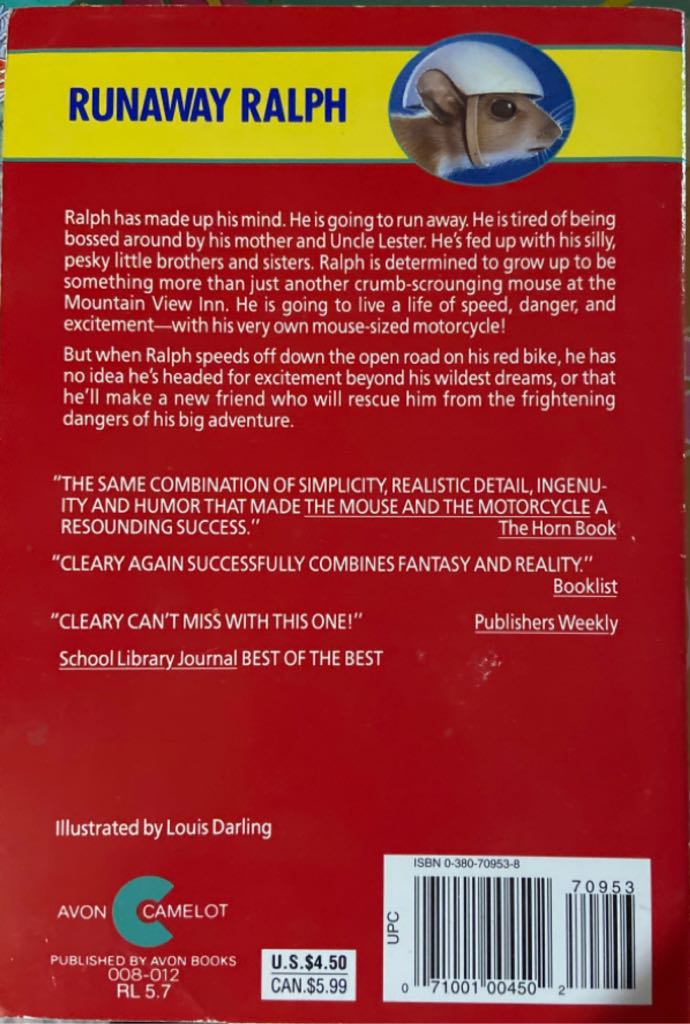 RUNAWAY RALPH
Ralph has made up his mind. He is going to run away. He is tired of being
bossed around by his mother and Uncle Lester. He's fed up with his silly,
pesky little brothers and sisters. Ralph is determined to grow up to be
something more than just another crumb-scrounging mouse at the
Mountain View Inn. He is going to live a life of speed, danger, and
excitement—with his very own mouse-sized motorcycle!
But when Ralph speeds off down the open road on his red bike, he has
no idea he's headed for excitement beyond his wildest dreams, or that
he'll make a new friend who will rescue him from the frightening
dangers of his big adventure.
"THE SAME COMBINATION OF SIMPLICITY, REALISTIC DETAIL, INGENU-
ITY AND HUMOR THAT MADE THE MOUSE AND THE MOTORCYCLE A
RESOUNDING SUCCESS." The Horn Book
"CLEARY AGAIN SUCCESSFULLY COMBINES FANTASY AND REALITY."
Booklist
"CLEARY CAN'T MISS WITH THIS ONE!" Publishers Weekly
School Library Journal BEST OF THE BEST
Illustrated by Louis Darling
AVON CAMELOT
PUBLISHED BY AVON BOOKS
008-012
RL 5.7
U.S.$4.50
CAN.$5.99
ISBN 0-380-70953-8
70953
UPC
0 71001 00450 2